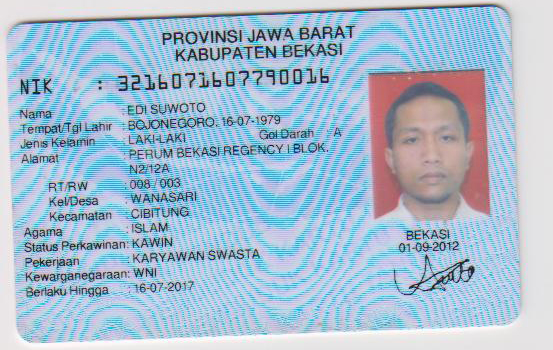 PROVINSI JAWA BARAT
KABUPATEN BEKASI
NIK : 3216071607790016
Nama : EDI SUWOTO
Tempat/Tgl Lahir : BOJONEGORO, 16-07-1979
Jenis Kelamin : LAKI-LAKI Gol Darah : A
Alamat : PERUM BEKASI REGENCY I BLOK.
N2/12A
RT/RW : 008 / 003
Kel/Desa : WANASARI
Kecamatan : CIBITUNG
Agama : ISLAM
Status Perkawinan: KAWIN
Pekerjaan : KARYAWAN SWASTA
Kewarganegaraan: WNI
Berlaku Hingga : 16-07-2017
BEKASI
01-09-2012